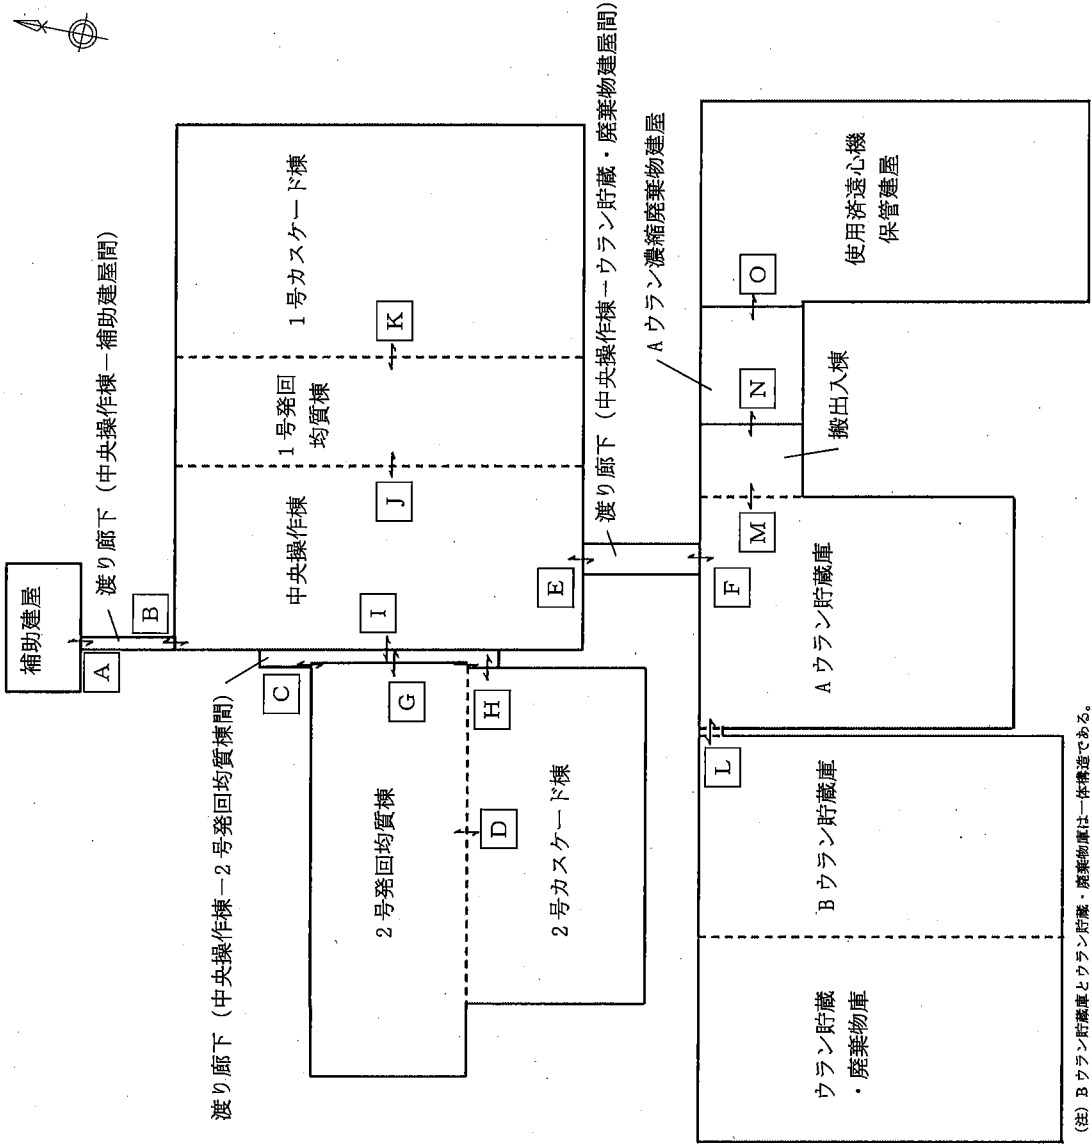 補助建屋
渡り廊下（中央操作棟－補助建屋間）
A
B
渡り廊下（中央操作棟－2号発回均質棟間）
C
中央操作棟
1号発回
均質棟
1号カスケード棟
I
J
K
G
H
2号発回均質棟
D
2号カスケード棟
E
渡り廊下（中央操作棟－ウラン貯蔵・廃棄物建屋間）
F
Aウラン濃縮廃棄物建屋
L
M
N
O
ウラン貯蔵
・廃棄物庫
Bウラン貯蔵庫
Aウラン貯蔵庫
搬出入棟
使用済遠心機
保管建屋
(注) Bウラン貯蔵庫とウラン貯蔵・廃棄物庫は一体構造である。